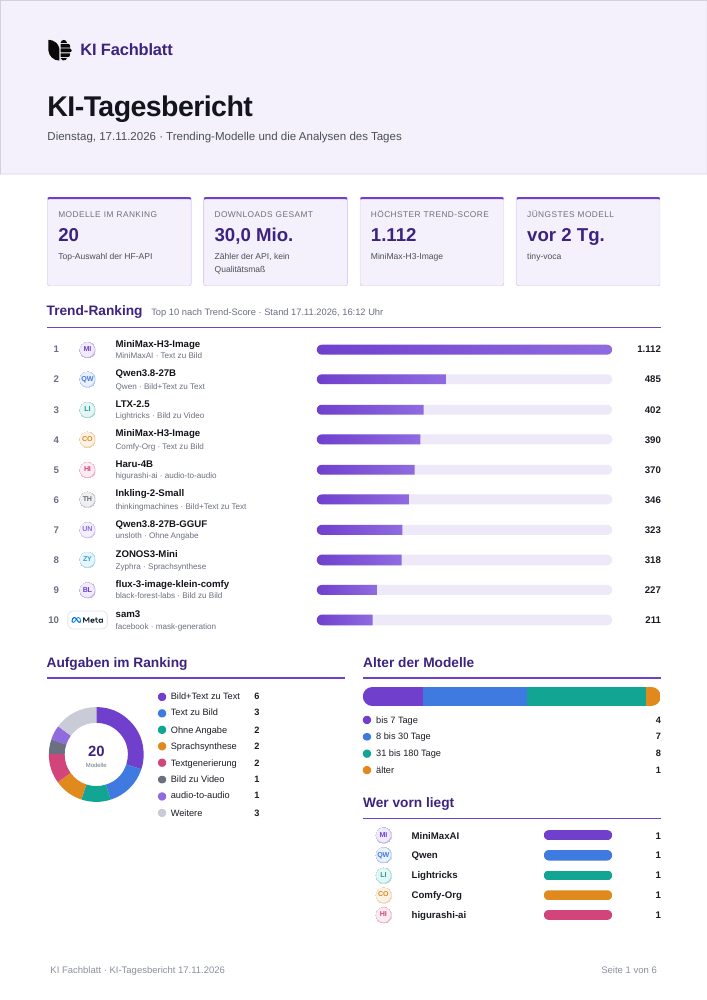 KI Fachblatt
KI-Tagesbericht
Dienstag, 17.11.2026 · Trending-Modelle und die Analysen des Tages
MODELLE IM RANKING
20
Top-Auswahl der HF-API
DOWNLOADS GESAMT
30,0 Mio.
Zähler der API, kein
Qualitätsmaß
HÖCHSTER TREND-SCORE
1.112
MiniMax-H3-Image
JÜNGSTES MODELL
vor 2 Tg.
tiny-voca
Trend-Ranking Top 10 nach Trend-Score · Stand 17.11.2026, 16:12 Uhr
1 MI MiniMax-H3-Image 1.112
MiniMaxAI · Text zu Bild
2 QW Qwen3.8-27B 485
Qwen · Bild+Text zu Text
3 LI LTX-2.5 402
Lightricks · Bild zu Video
4 CO MiniMax-H3-Image 390
Comfy-Org · Text zu Bild
5 HI Haru-4B 370
higurashi-ai · audio-to-audio
6 TH Inkling-2-Small 346
thinkingmachines · Bild+Text zu Text
7 UN Qwen3.8-27B-GGUF 323
unsloth · Ohne Angabe
8 ZY ZONOS3-Mini 318
Zyphra · Sprachsynthese
9 BL flux-3-image-klein-comfy 227
black-forest-labs · Bild zu Bild
10 Meta sam3 211
facebook · mask-generation
Aufgaben im Ranking
20
Modelle
Bild+Text zu Text 6
Text zu Bild 3
Ohne Angabe 2
Sprachsynthese 2
Textgenerierung 2
Bild zu Video 1
audio-to-audio 1
Weitere 3
Alter der Modelle
bis 7 Tage 4
8 bis 30 Tage 7
31 bis 180 Tage 8
älter 1
Wer vorn liegt
MI MiniMaxAI 1
QW Qwen 1
LI Lightricks 1
CO Comfy-Org 1
HI higurashi-ai 1
KI Fachblatt · KI-Tagesbericht 17.11.2026
Seite 1 von 6